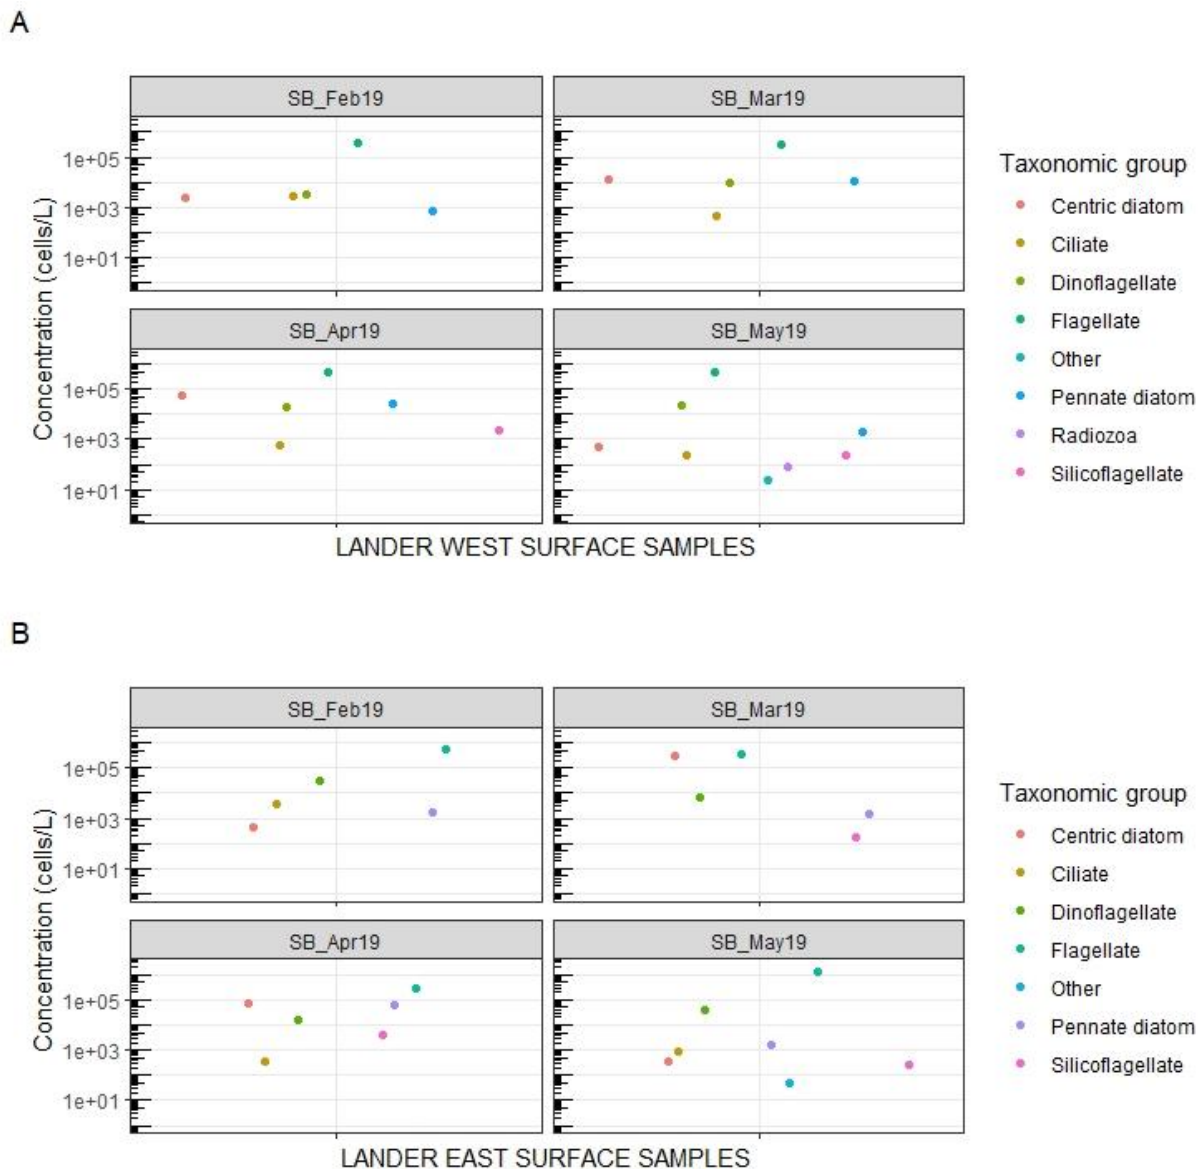 A
SB_Feb19
SB_Mar19
1e+05
1e+03
1e+01
SB_Apr19
SB_May19
1e+05
1e+03
1e+01
Concentration (cells/L)
LANDER WEST SURFACE SAMPLES
Taxonomic group
Centric diatom
Ciliate
Dinoflagellate
Flagellate
Other
Pennate diatom
Radiozoa
Silicoflagellate
B
SB_Feb19
SB_Mar19
1e+05
1e+03
1e+01
SB_Apr19
SB_May19
1e+05
1e+03
1e+01
Concentration (cells/L)
LANDER EAST SURFACE SAMPLES
Taxonomic group
Centric diatom
Ciliate
Dinoflagellate
Flagellate
Other
Pennate diatom
Silicoflagellate